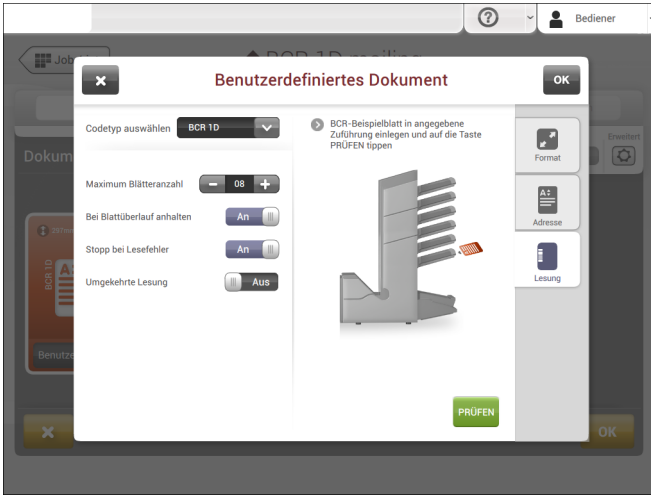 Bediener
Job
BCR 1D mailing
Benutzerdefiniertes Dokument
OK
Codetyp auswählen BCR 1D
BCR-Beispielblatt in angegebene
Zuführung einlegen und auf die Taste
PRÜFEN tippen
Format
Erweitert
Dokum
Maximum Blätteranzahl 08
Adresse
Bei Blattüberlauf anhalten An
Stopp bei Lesefehler An
Umgekehrte Lesung Aus
Lesung
BCR 1D
Benutze
PRÜFEN
OK